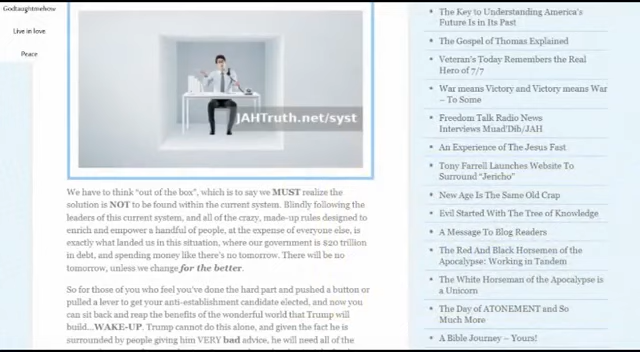 Godtaughtmehow
Live in love
Peace
JAHTruth.net/syst
We have to think "out of the box", which is to say we MUST realize the
solution is NOT to be found within the current system. Blindly following the
leaders of this current system, and all of the crazy, made-up rules designed to
enrich and empower a handful of people, at the expense of everyone else, is
exactly what landed us in this situation, where our government is $20 trillion
in debt, and spending money like there's no tomorrow. There will be no
tomorrow, unless we change for the better.
So for those of you who feel you've done the hard part and pushed a button or
pulled a lever to get your anti-establishment candidate elected, and now you
can sit back and reap the benefits of the wonderful world that Trump will
build...WAKE-UP. Trump cannot do this alone, and given the fact he is
surrounded by people giving him VERY bad advice, he will need all of the
The Key to Understanding America's
Future Is in Its Past
The Gospel of Thomas Explained
Veteran's Today Remembers the Real
Hero of 7/7
War means Victory and Victory means War
– To Some
Freedom Talk Radio News
Interviews Muad'Dib/JAH
An Experience of The Jesus Fast
Tony Farrell Launches Website To
Surround "Jericho"
New Age Is The Same Old Crap
Evil Started With The Tree of Knowledge
A Message To Blog Readers
The Red And Black Horsemen of the
Apocalypse: Working in Tandem
The White Horseman of the Apocalypse is
a Unicorn
The Day of ATONEMENT and So
Much More
A Bible Journey – Yours!